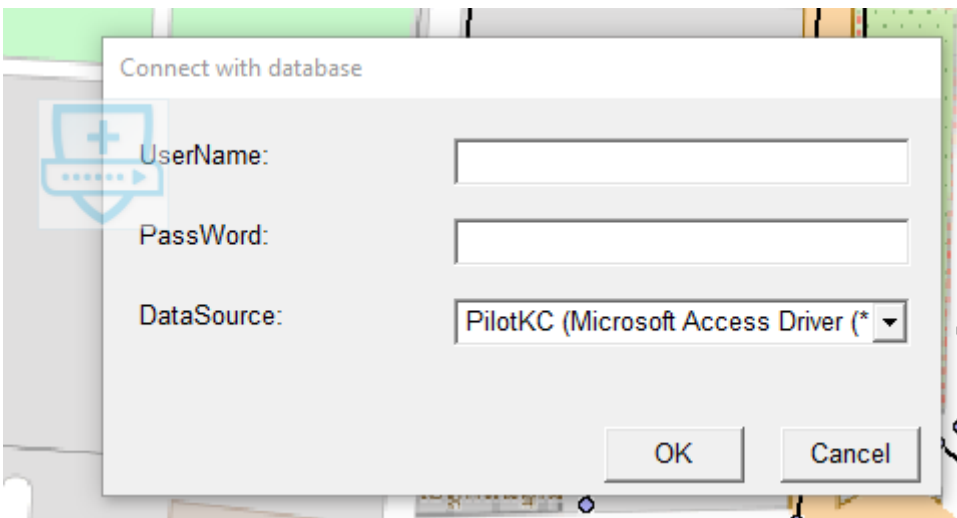 Connect with database
UserName:
PassWord:
DataSource:
PilotKC (Microsoft Access Driver (*
OK
Cancel